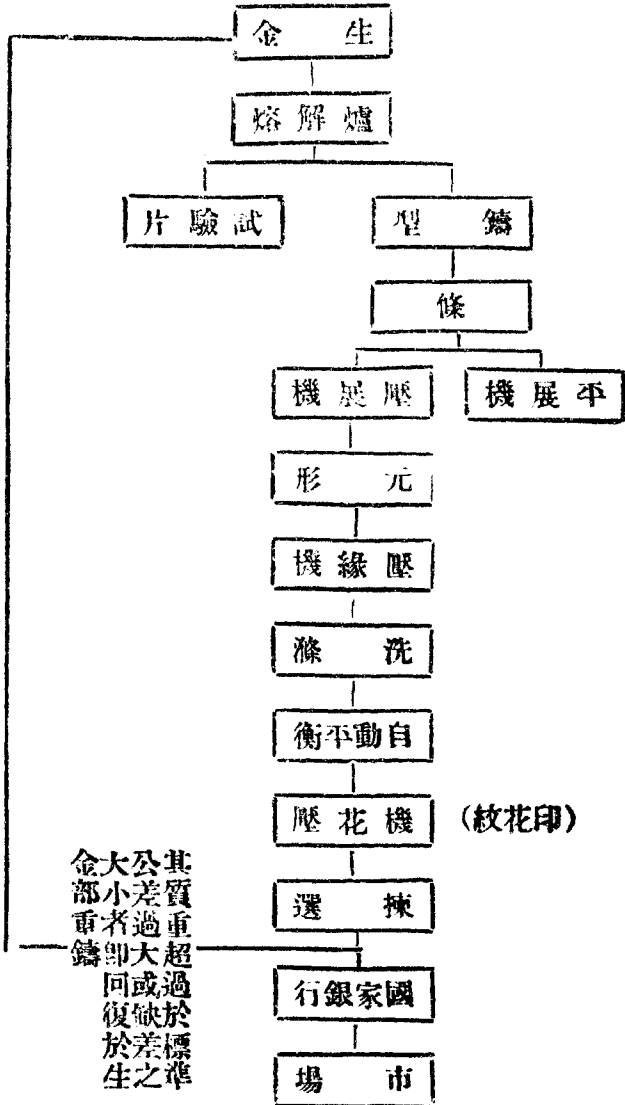 生金
熔解爐
試驗片
鑄型
條
壓展機
平展機
元形
壓緣機
洗滌
自動平衡
壓花機
(印花紋)
揀選
其質重超過於標準
公差過大或缺差之
大小者卽回復於生
金部重鑄
國家銀行
市場